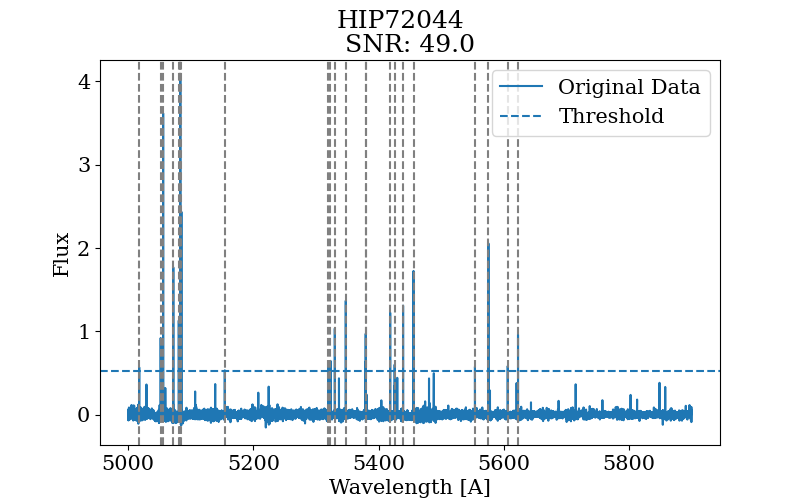 HIP72044
SNR: 49.0
Original Data
Threshold
Flux
4
3
2
1
0
5000 5200 5400 5600 5800
Wavelength [A]